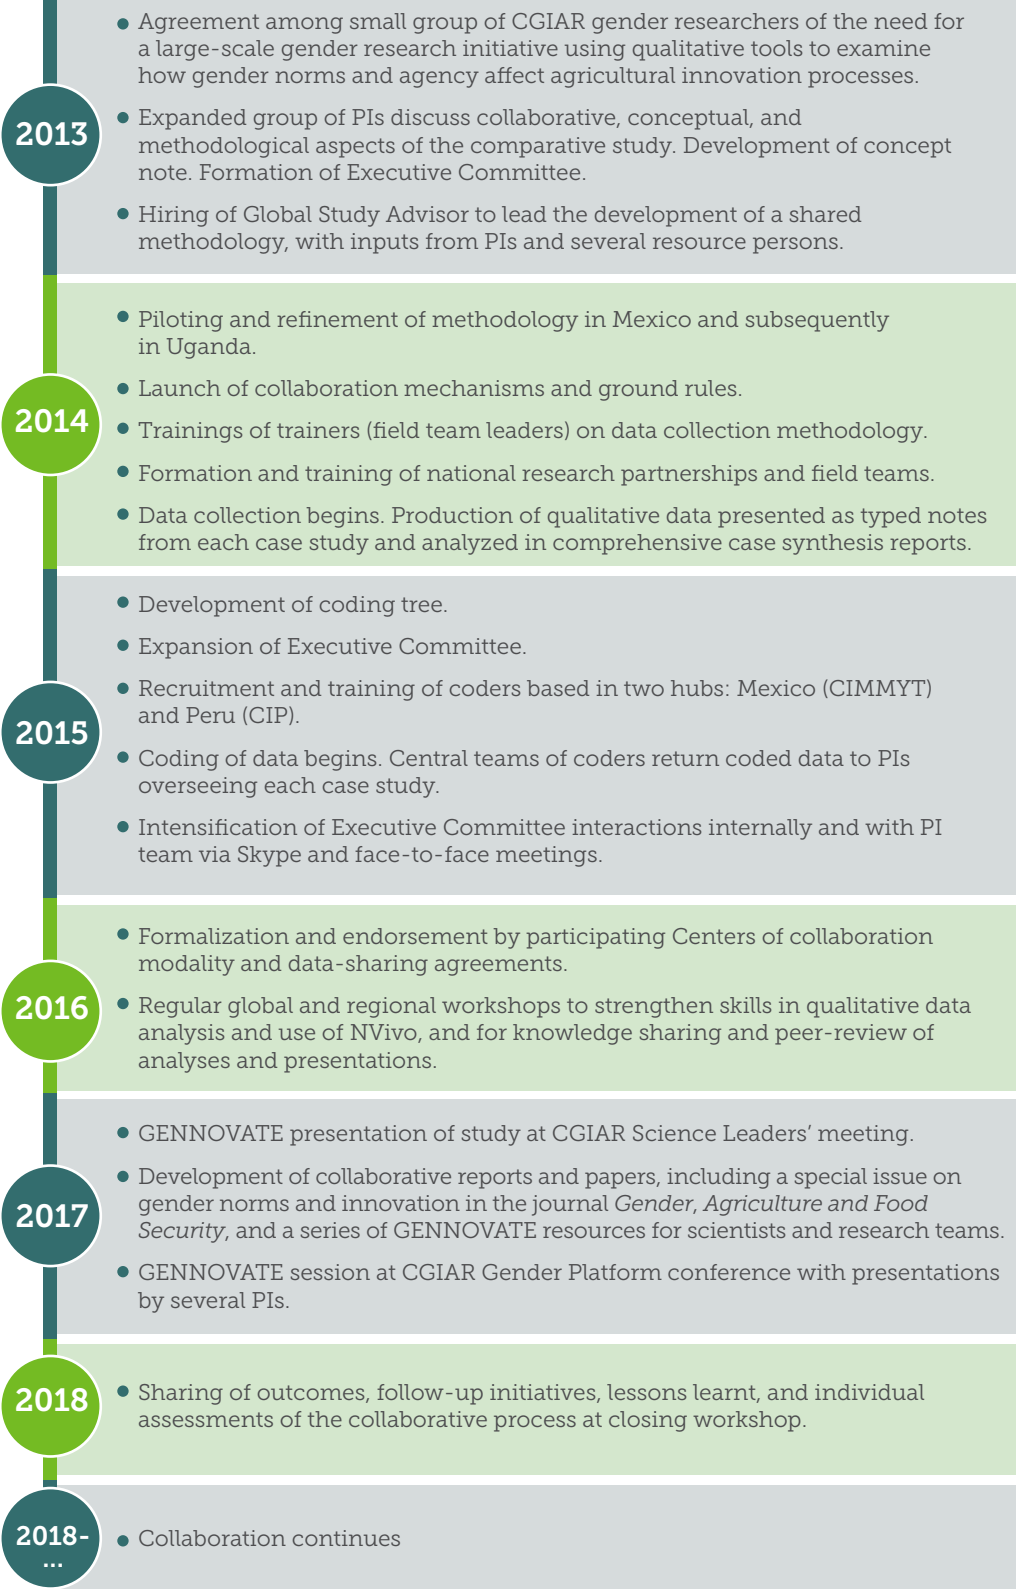 2013
Agreement among small group of CGIAR gender researchers of the need for
a large-scale gender research initiative using qualitative tools to examine
how gender norms and agency affect agricultural innovation processes.
Expanded group of PIs discuss collaborative, conceptual, and
methodological aspects of the comparative study. Development of concept
note. Formation of Executive Committee.
Hiring of Global Study Advisor to lead the development of a shared
methodology, with inputs from PIs and several resource persons.
2014
Piloting and refinement of methodology in Mexico and subsequently
in Uganda.
Launch of collaboration mechanisms and ground rules.
Trainings of trainers (field team leaders) on data collection methodology.
Formation and training of national research partnerships and field teams.
Data collection begins. Production of qualitative data presented as typed notes
from each case study and analyzed in comprehensive case synthesis reports.
2015
Development of coding tree.
Expansion of Executive Committee.
Recruitment and training of coders based in two hubs: Mexico (CIMMYT)
and Peru (CIP).
Coding of data begins. Central teams of coders return coded data to PIs
overseeing each case study.
Intensification of Executive Committee interactions internally and with PI
team via Skype and face-to-face meetings.
2016
Formalization and endorsement by participating Centers of collaboration
modality and data-sharing agreements.
Regular global and regional workshops to strengthen skills in qualitative data
analysis and use of NVivo, and for knowledge sharing and peer-review of
analyses and presentations.
2017
GENNOVATE presentation of study at CGIAR Science Leaders' meeting.
Development of collaborative reports and papers, including a special issue on
gender norms and innovation in the journal Gender, Agriculture and Food
Security, and a series of GENNOVATE resources for scientists and research teams.
GENNOVATE session at CGIAR Gender Platform conference with presentations
by several PIs.
2018
Sharing of outcomes, follow-up initiatives, lessons learnt, and individual
assessments of the collaborative process at closing workshop.
2018-
...
Collaboration continues